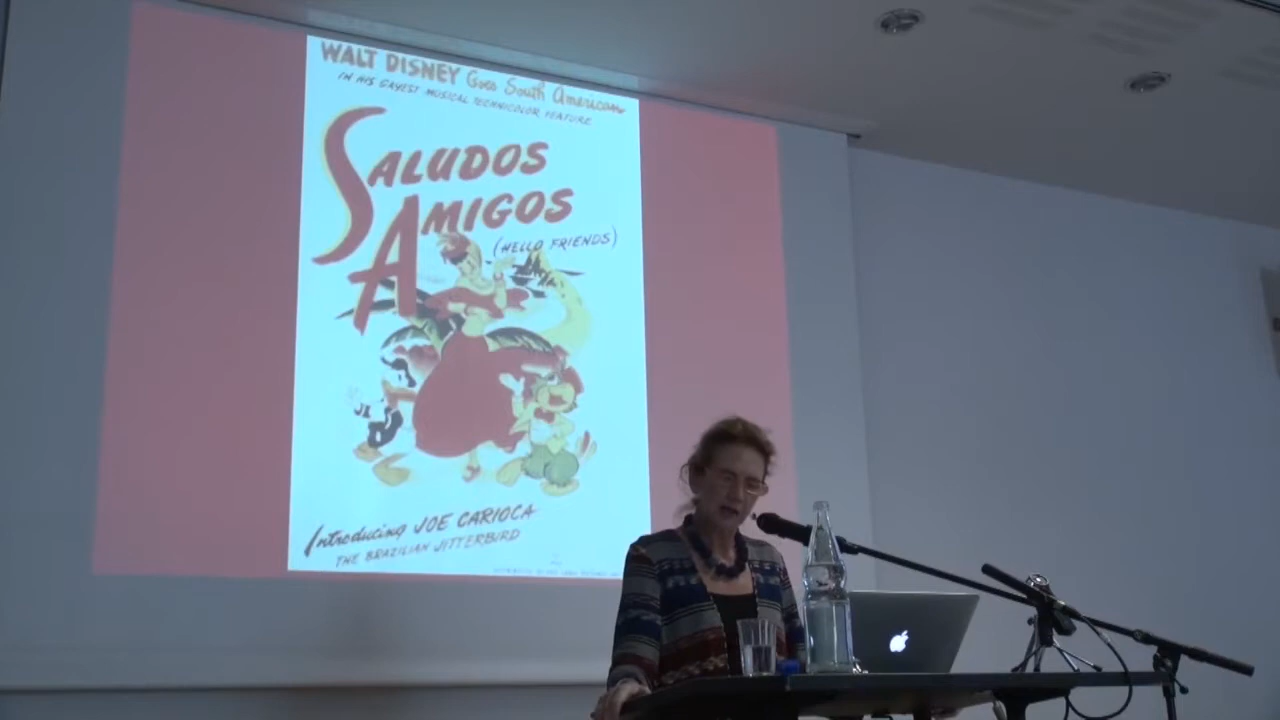 WALT DISNEY Goes South American
IN HIS GAYEST MUSICAL TECHNICOLOR FEATURE
SALUDOS
AMIGOS
(HELLO FRIENDS)
Introducing JOE CARIOCA
THE BRAZILIAN JITTERBIRD